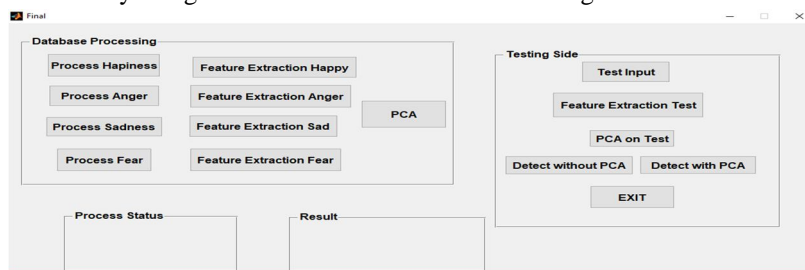 Final
Database Processing
Process Hapiness
Feature Extraction Happy
Process Anger
Feature Extraction Anger
PCA
Process Sadness
Feature Extraction Sad
Process Fear
Feature Extraction Fear
Testing Side
Test Input
Feature Extraction Test
PCA on Test
Detect without PCA
Detect with PCA
EXIT
Process Status
Result